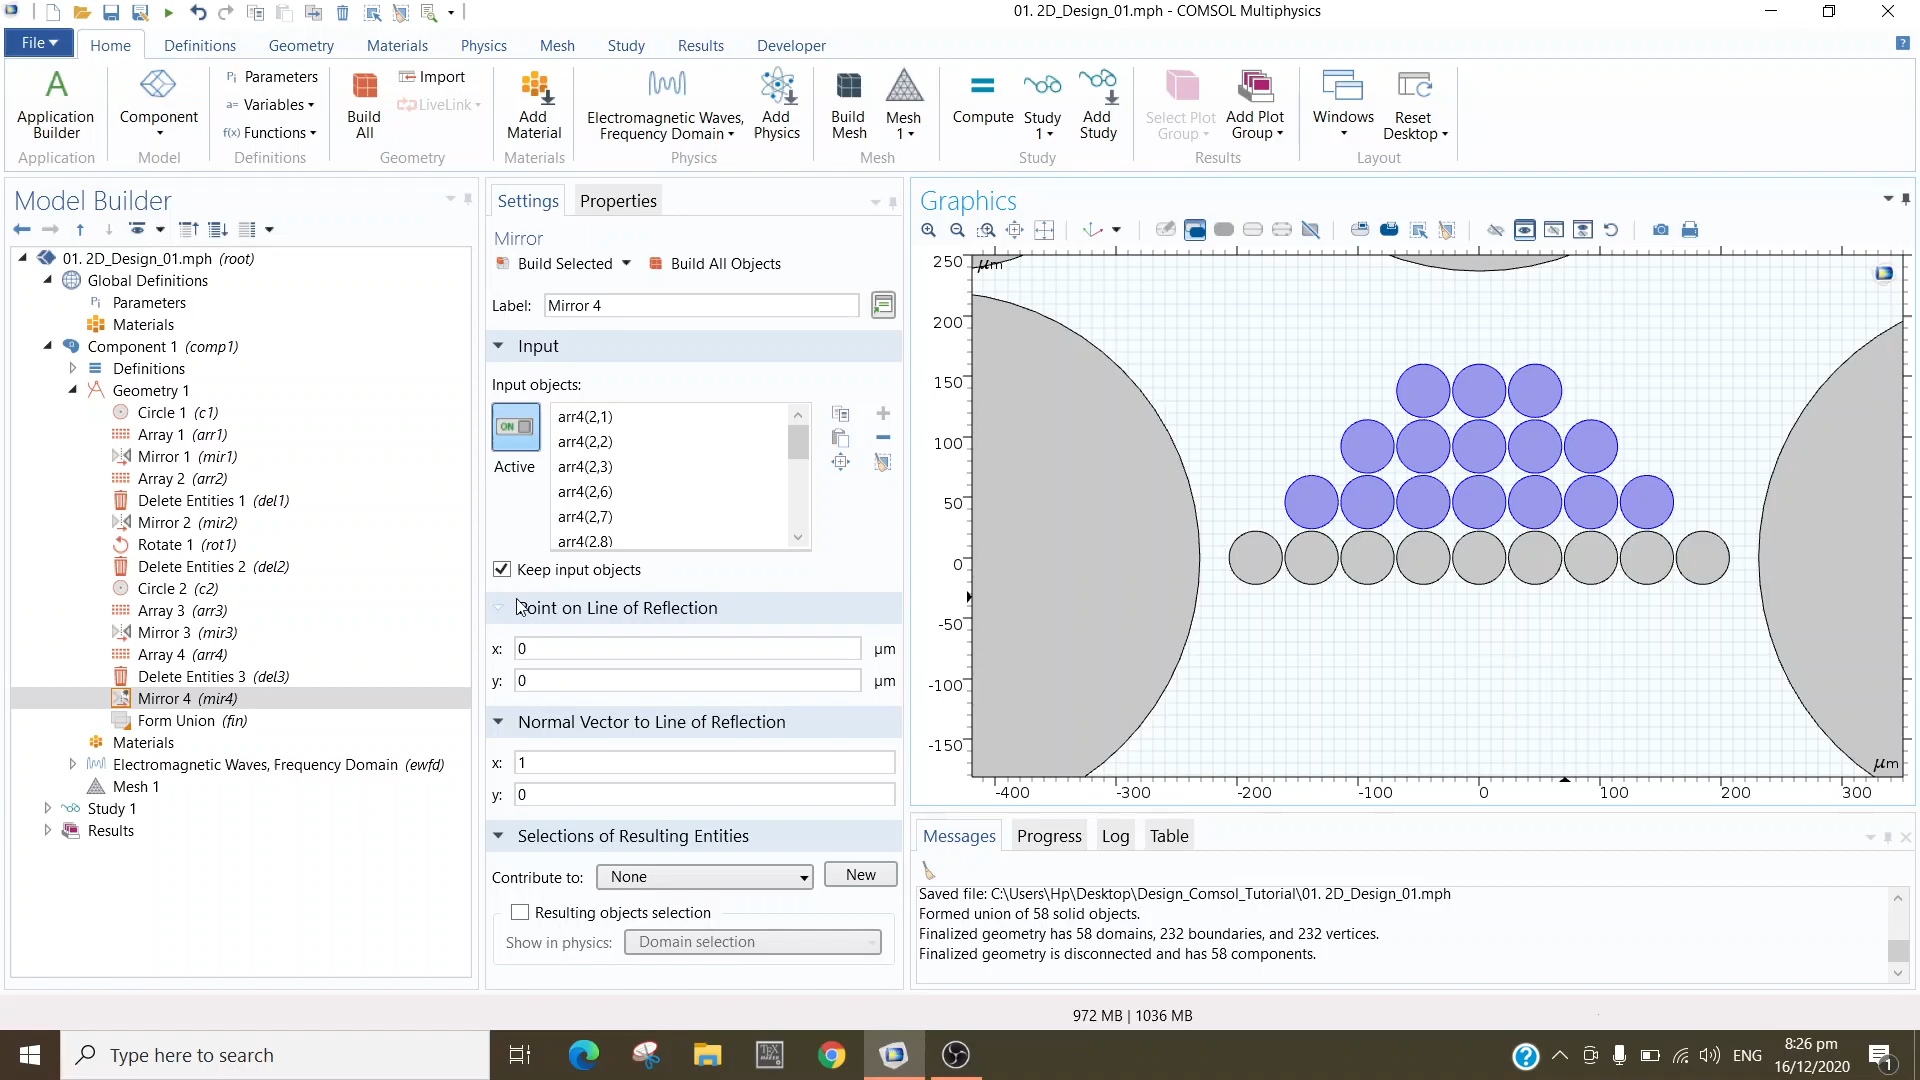 01. 2D_Design_01.mph - COMSOL Multiphysics
File
Home
Definitions
Geometry
Materials
Physics
Mesh
Study
Results
Developer
Application Builder
Component
Pi Parameters
a= Variables
f(x) Functions
Build All
Import
LiveLink
Add Material
Electromagnetic Waves, Frequency Domain
Add Physics
Build Mesh
Mesh 1
Compute
Study 1
Add Study
Select Plot Group
Add Plot Group
Windows
Reset Desktop
Application
Model
Definitions
Geometry
Materials
Physics
Mesh
Study
Results
Layout
Model Builder
01. 2D_Design_01.mph (root)
Global Definitions
Pi Parameters
Materials
Component 1 (comp1)
Definitions
Geometry 1
Circle 1 (c1)
Array 1 (arr1)
Mirror 1 (mir1)
Array 2 (arr2)
Delete Entities 1 (del1)
Mirror 2 (mir2)
Rotate 1 (rot1)
Delete Entities 2 (del2)
Circle 2 (c2)
Array 3 (arr3)
Mirror 3 (mir3)
Array 4 (arr4)
Delete Entities 3 (del3)
Mirror 4 (mir4)
Form Union (fin)
Materials
Electromagnetic Waves, Frequency Domain (ewfd)
Mesh 1
Study 1
Results
Settings
Properties
Mirror
Build Selected
Build All Objects
Label: Mirror 4
Input
Input objects:
ON
Active
arr4(2,1)
arr4(2,2)
arr4(2,3)
arr4(2,6)
arr4(2,7)
arr4(2,8)
Keep input objects
Point on Line of Reflection
x: 0 µm
y: 0 µm
Normal Vector to Line of Reflection
x: 1
y: 0
Selections of Resulting Entities
Contribute to: None New
Resulting objects selection
Show in physics: Domain selection
Graphics
µm
250
200
150
100
50
0
-50
-100
-150
µm
-400 -300 -200 -100 0 100 200 300
Messages
Progress
Log
Table
Saved file: C:\Users\Hp\Desktop\Design_Comsol_Tutorial\01. 2D_Design_01.mph
Formed union of 58 solid objects.
Finalized geometry has 58 domains, 232 boundaries, and 232 vertices.
Finalized geometry is disconnected and has 58 components.
972 MB | 1036 MB
Type here to search
ENG
8:26 pm
16/12/2020
1